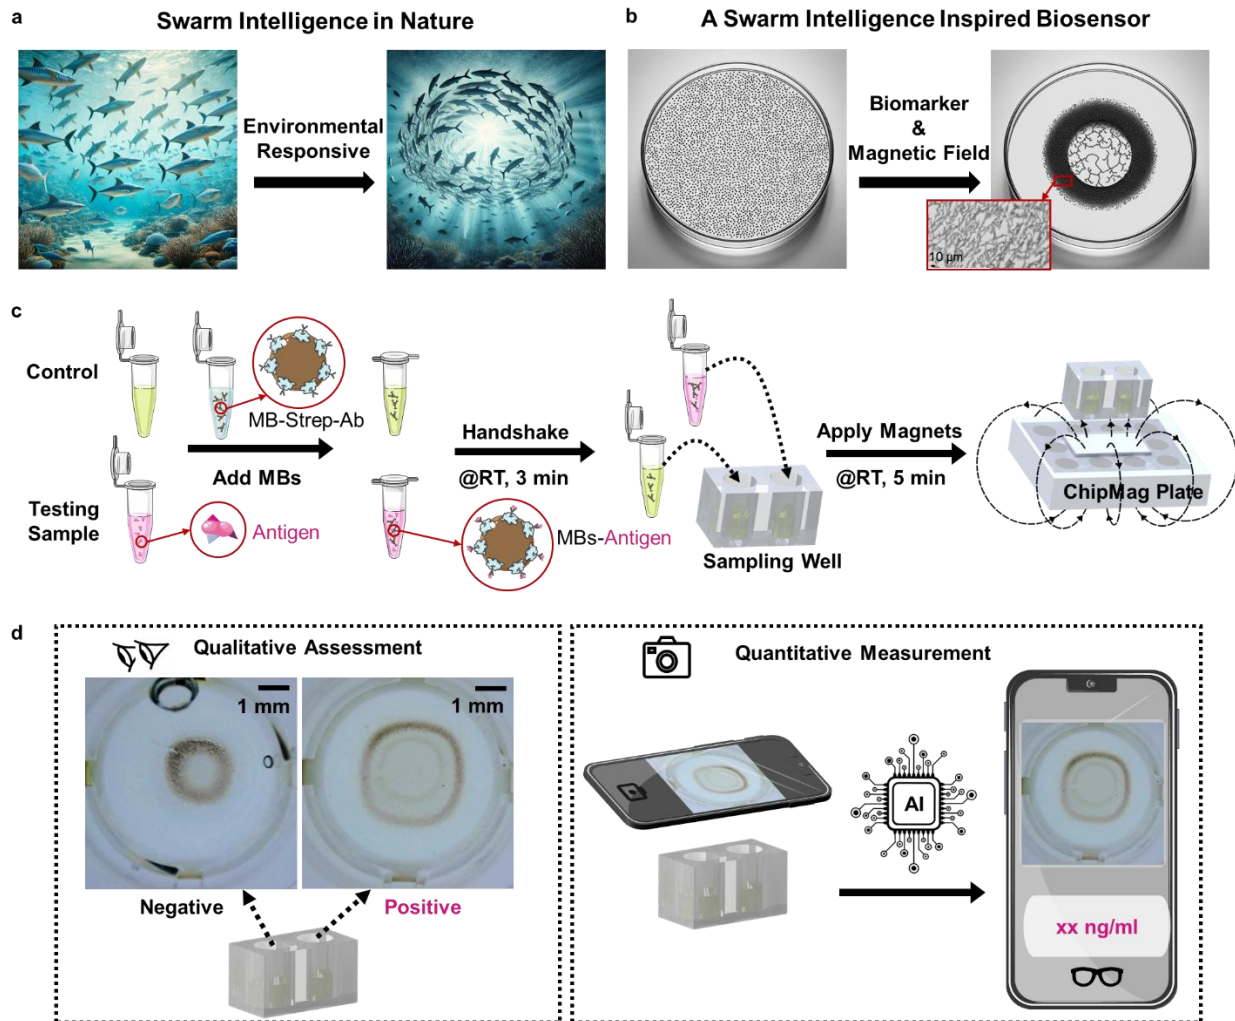 a
Swarm Intelligence in Nature
Environmental
Responsive
b
A Swarm Intelligence Inspired Biosensor
Biomarker
&
Magnetic Field
10 µm
c
Control
MB-Strep-Ab
Add MBs
Testing
Sample
Antigen
Handshake
@RT, 3 min
MBs-Antigen
Sampling Well
Apply Magnets
@RT, 5 min
ChipMag Plate
d
Qualitative Assessment
1 mm
1 mm
Negative
Positive
Quantitative Measurement
AI
xx ng/ml